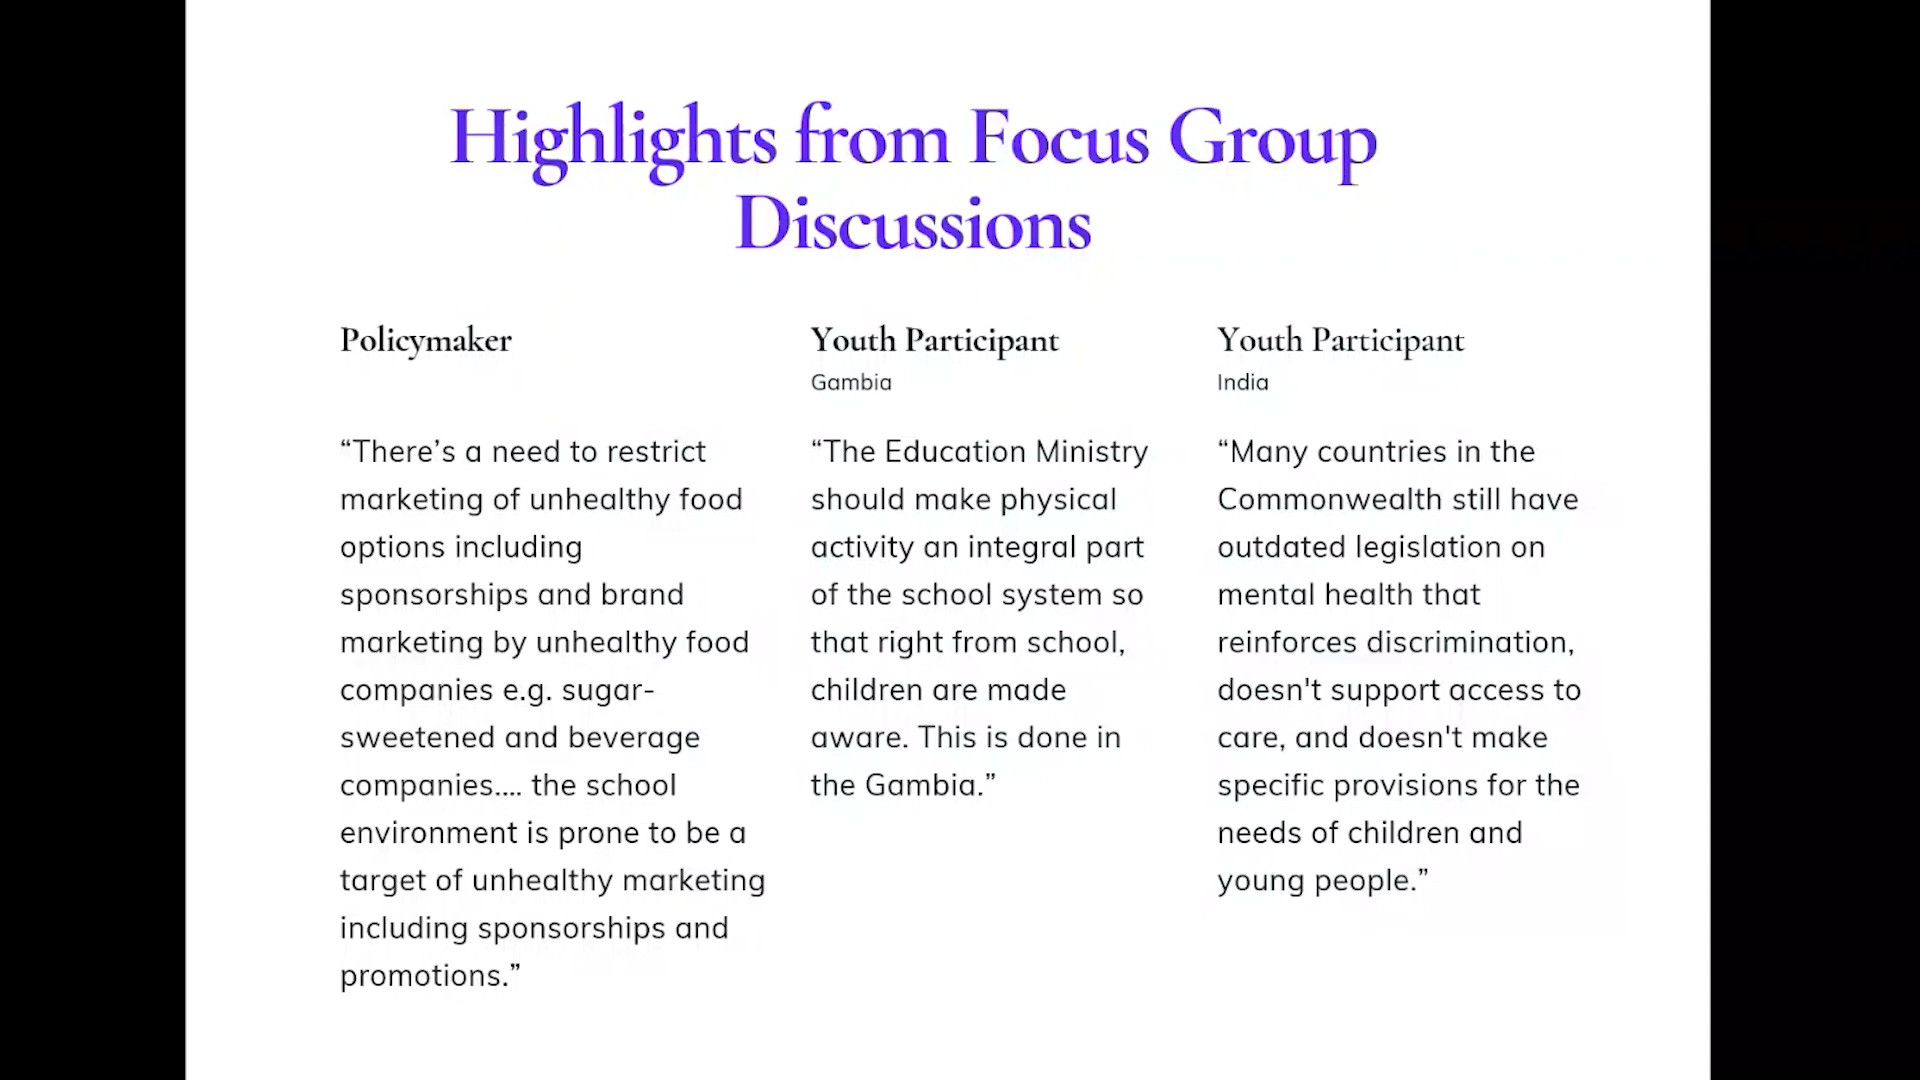 Highlights from Focus Group
Discussions
Policymaker
“There’s a need to restrict
marketing of unhealthy food
options including
sponsorships and brand
marketing by unhealthy food
companies e.g. sugar-
sweetened and beverage
companies.... the school
environment is prone to be a
target of unhealthy marketing
including sponsorships and
promotions.”
Youth Participant
Gambia
“The Education Ministry
should make physical
activity an integral part
of the school system so
that right from school,
children are made
aware. This is done in
the Gambia.”
Youth Participant
India
“Many countries in the
Commonwealth still have
outdated legislation on
mental health that
reinforces discrimination,
doesn't support access to
care, and doesn't make
specific provisions for the
needs of children and
young people.”